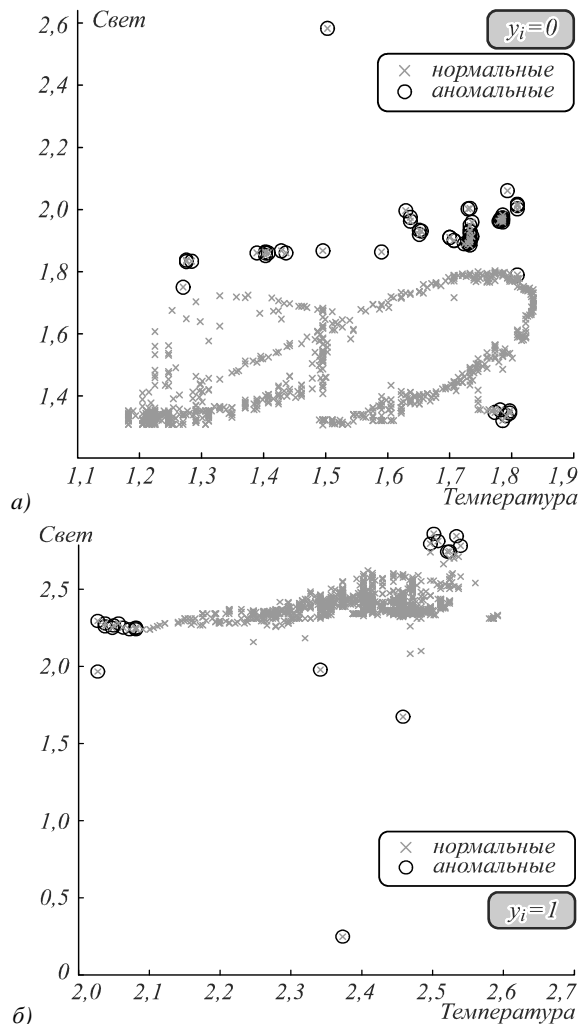 Свет
y_i=0
нормальные
аномальные
2,6
2,4
2,2
2,0
1,8
1,6
1,4
1,1 1,2 1,3 1,4 1,5 1,6 1,7 1,8 1,9
Температура
а)
Свет
2,5
2,0
1,5
1,0
0,5
0
нормальные
аномальные
y_i=1
2,0 2,1 2,2 2,3 2,4 2,5 2,6 2,7
Температура
б)